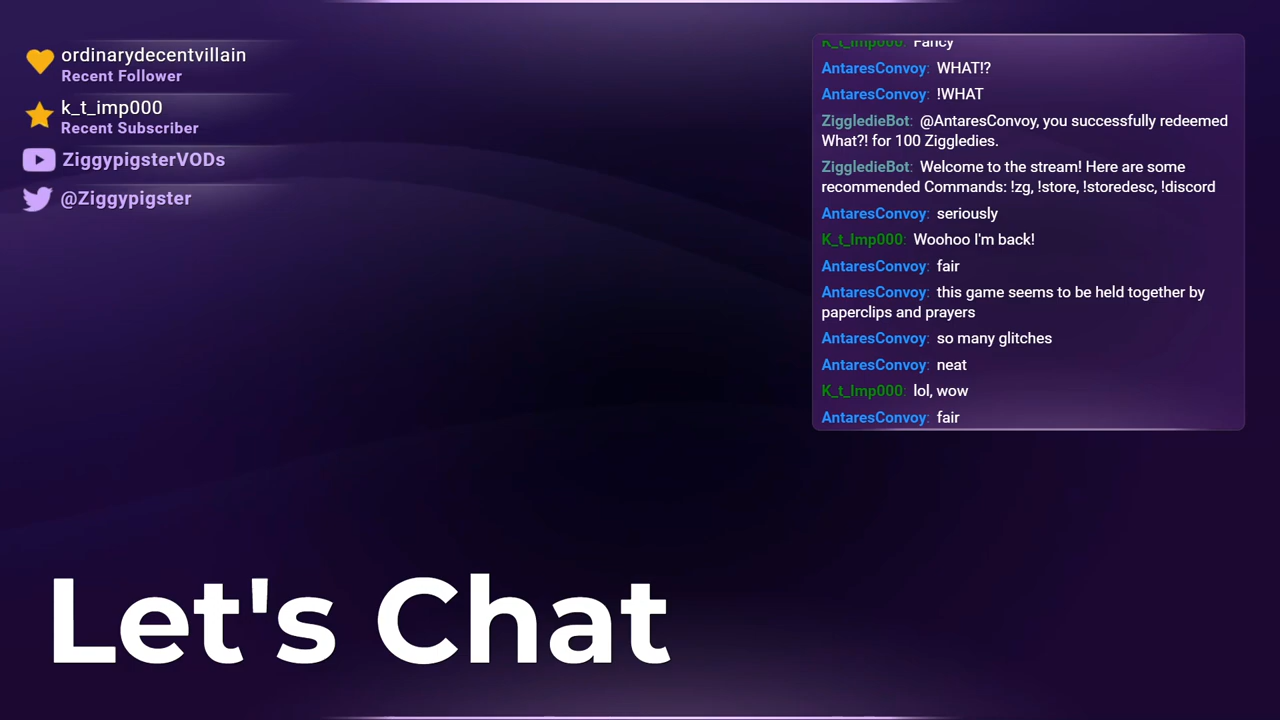 ordinarydecentvillain
Recent Follower
k_t_imp000
Recent Subscriber
ZiggypigsterVODs
@Ziggypigster
K_t_Imp000: Fancy
AntaresConvoy: WHAT!?
AntaresConvoy: !WHAT
ZiggledieBot: @AntaresConvoy, you successfully redeemed
What?! for 100 Ziggledies.
ZiggledieBot: Welcome to the stream! Here are some
recommended Commands: !zg, !store, !storedesc, !discord
AntaresConvoy: seriously
K_t_Imp000: Woohoo I'm back!
AntaresConvoy: fair
AntaresConvoy: this game seems to be held together by
paperclips and prayers
AntaresConvoy: so many glitches
AntaresConvoy: neat
K_t_Imp000: lol, wow
AntaresConvoy: fair
Let's Chat